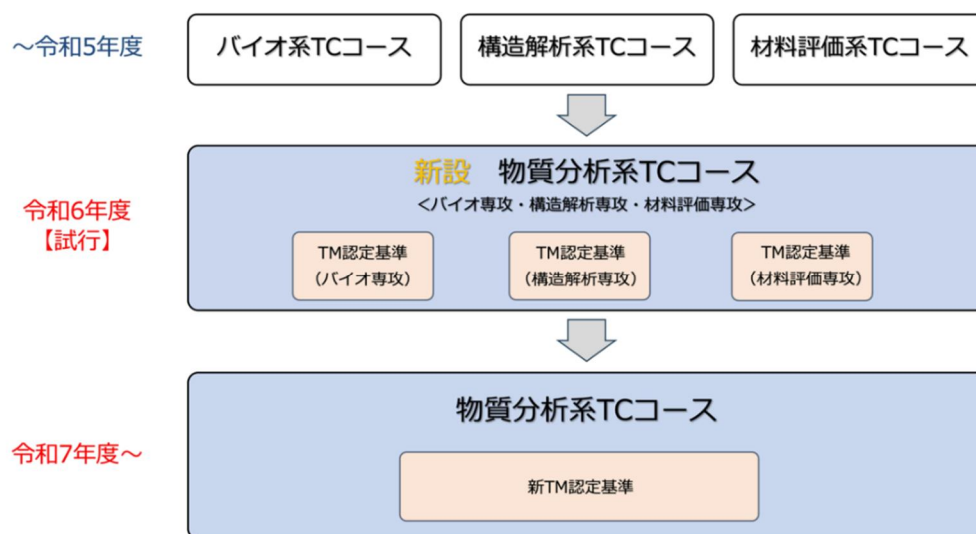 ～令和5年度
バイオ系TCコース
構造解析系TCコース
材料評価系TCコース
令和6年度
【試行】
新設 物質分析系TCコース
<バイオ専攻・構造解析専攻・材料評価専攻>
TM認定基準
（バイオ専攻）
TM認定基準
（構造解析専攻）
TM認定基準
（材料評価専攻）
令和7年度～
物質分析系TCコース
新TM認定基準